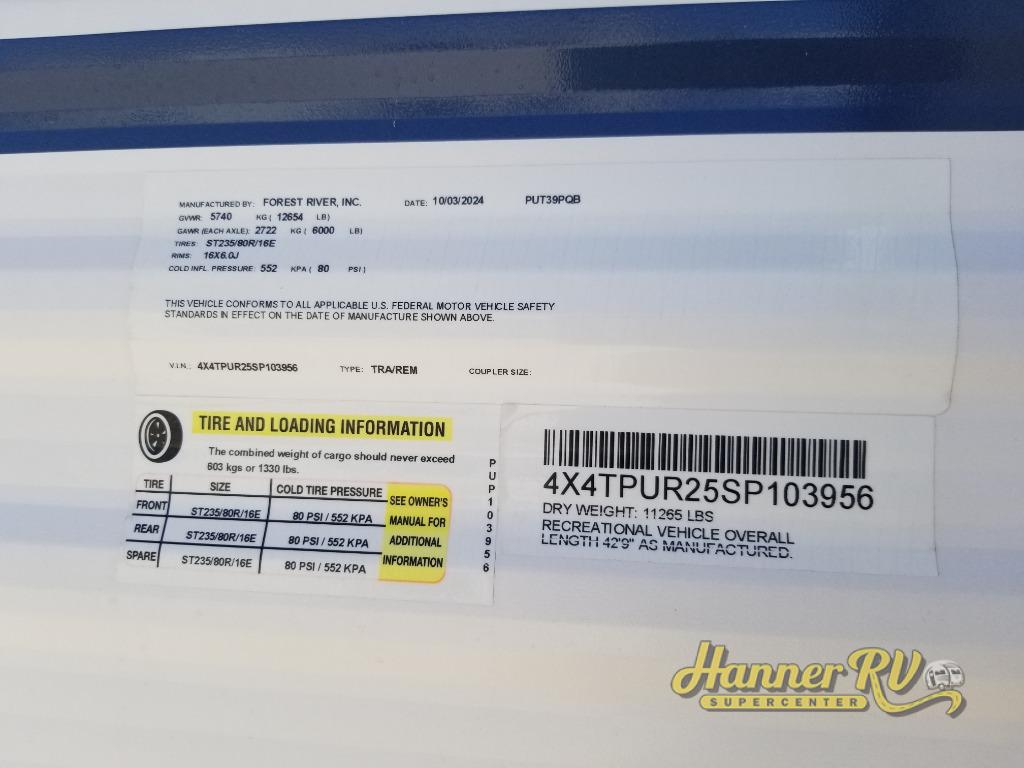 MANUFACTURED BY: FOREST RIVER, INC. DATE: 10/03/2024 PUT39PQB
GVWR: 5740 KG ( 12654 LB)
GAWR (EACH AXLE): 2722 KG ( 6000 LB)
TIRES: ST235/80R/16E
RIMS: 16X6.0J
COLD INFL. PRESSURE: 552 KPA ( 80 PSI )
THIS VEHICLE CONFORMS TO ALL APPLICABLE U.S. FEDERAL MOTOR VEHICLE SAFETY
STANDARDS IN EFFECT ON THE DATE OF MANUFACTURE SHOWN ABOVE.
V.I.N.: 4X4TPUR25SP103956 TYPE: TRA/REM COUPLER SIZE:
TIRE AND LOADING INFORMATION
The combined weight of cargo should never exceed
603 kgs or 1330 lbs.
TIRE SIZE COLD TIRE PRESSURE
FRONT ST235/80R/16E 80 PSI / 552 KPA
REAR ST235/80R/16E 80 PSI / 552 KPA
SPARE ST235/80R/16E 80 PSI / 552 KPA
SEE OWNER'S
MANUAL FOR
ADDITIONAL
INFORMATION
PUP103956
4X4TPUR25SP103956
DRY WEIGHT: 11265 LBS
RECREATIONAL VEHICLE OVERALL
LENGTH 42'9" AS MANUFACTURED.
Hanner RV
SUPERCENTER